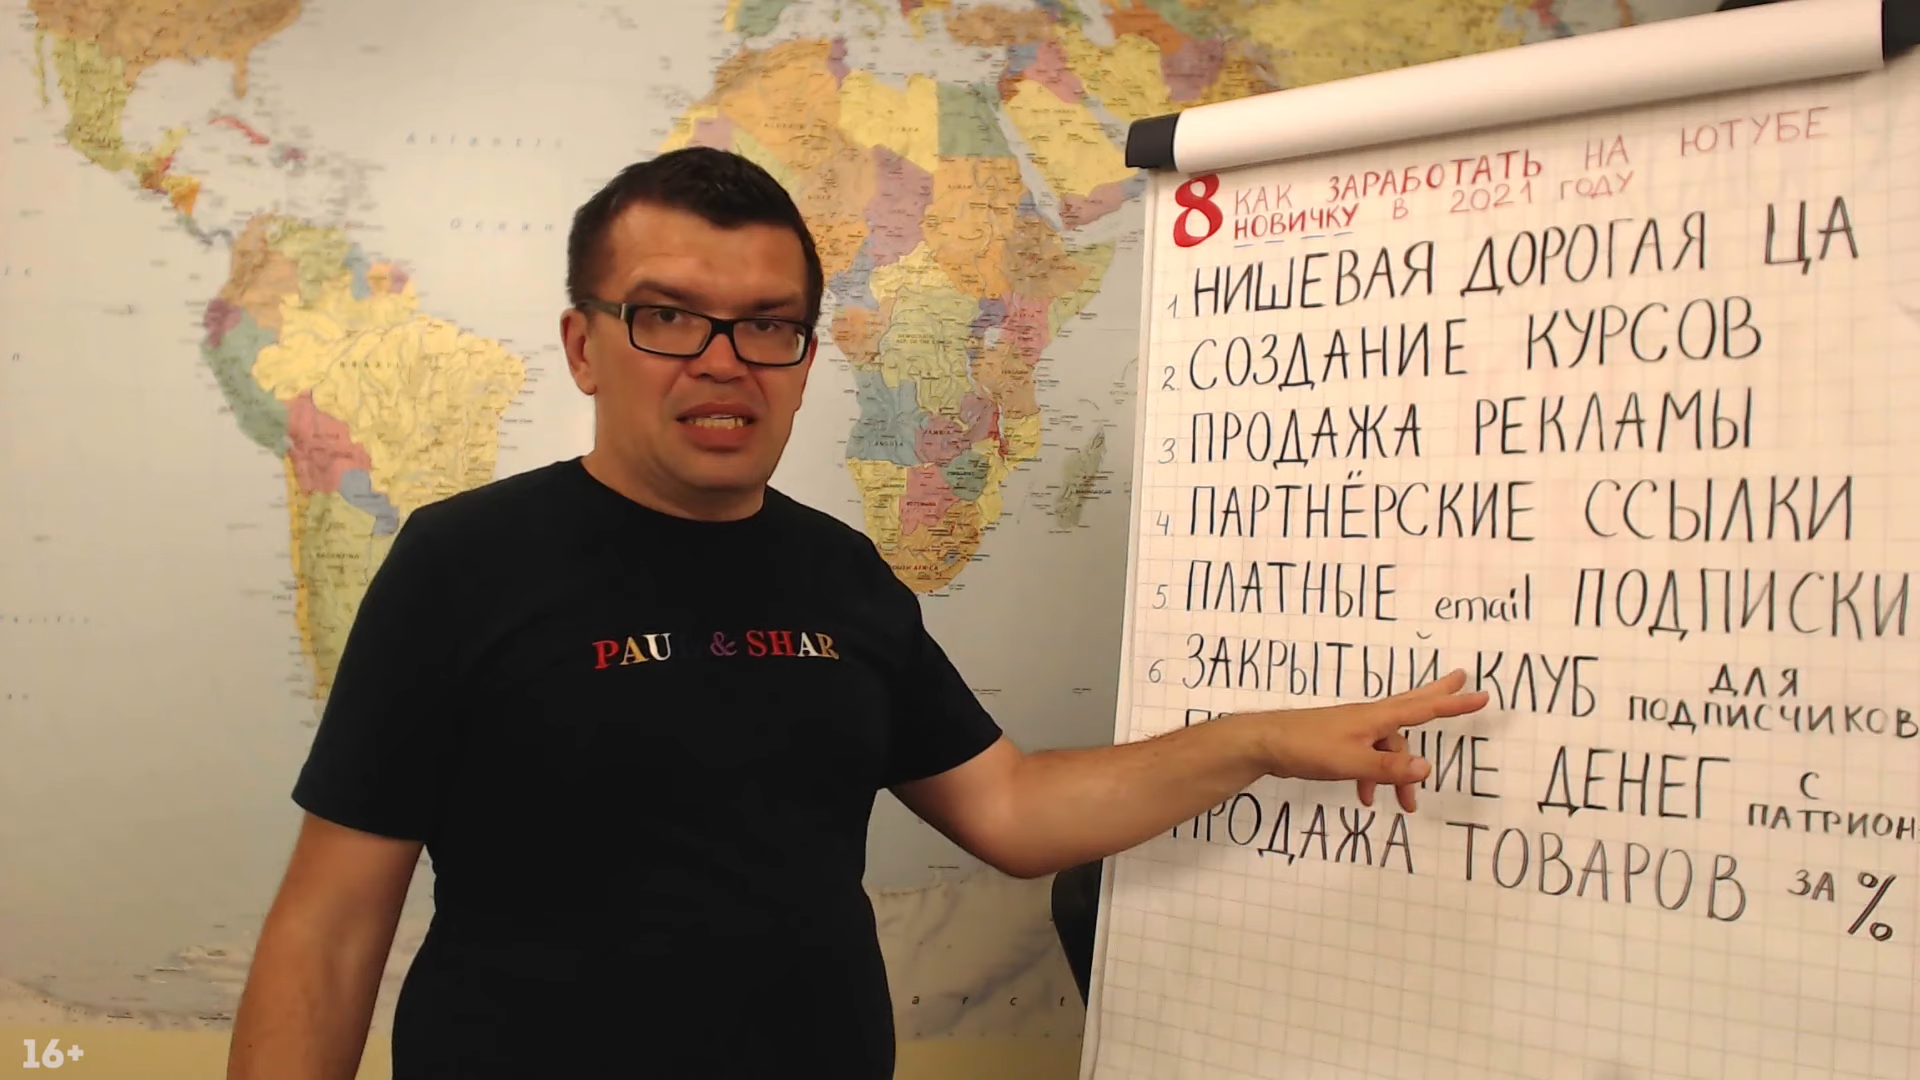 8 КАК ЗАРАБОТАТЬ НА ЮТУБЕ
НОВИЧКУ В 2021 ГОДУ
1. НИШЕВАЯ ДОРОГАЯ ЦА
2. СОЗДАНИЕ КУРСОВ
3. ПРОДАЖА РЕКЛАМЫ
4. ПАРТНЁРСКИЕ ССЫЛКИ
5. ПЛАТНЫЕ email ПОДПИСКИ
6 ЗАКРЫТЫЙ КЛУБ ДЛЯ ПОДПИСЧИКОВ
ДЕНЕГ С ПАТРИОН
ПРОДАЖА ТОВАРОВ ЗА %
PAU & SHAR
16+